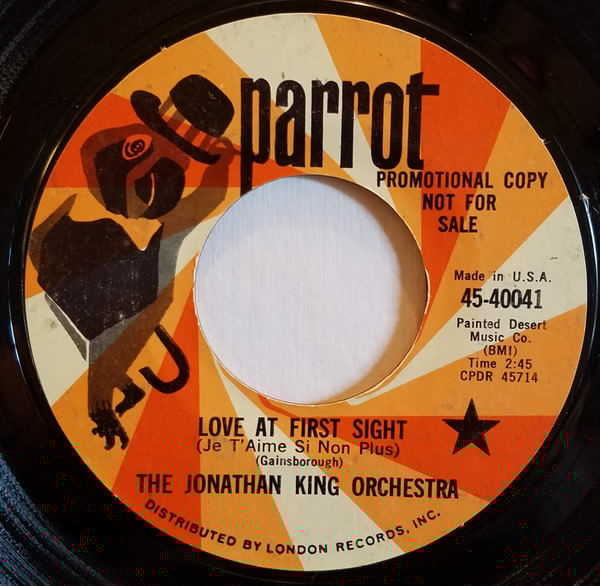 parrot
PROMOTIONAL COPY
NOT FOR
SALE
Made in U.S.A.
45-40041
Painted Desert
Music Co.
(BMI)
Time 2:45
CPDR 45714
LOVE AT FIRST SIGHT
(Je T'Aime Si Non Plus)
(Gainsborough)
THE JONATHAN KING ORCHESTRA
DISTRIBUTED BY LONDON RECORDS, INC.